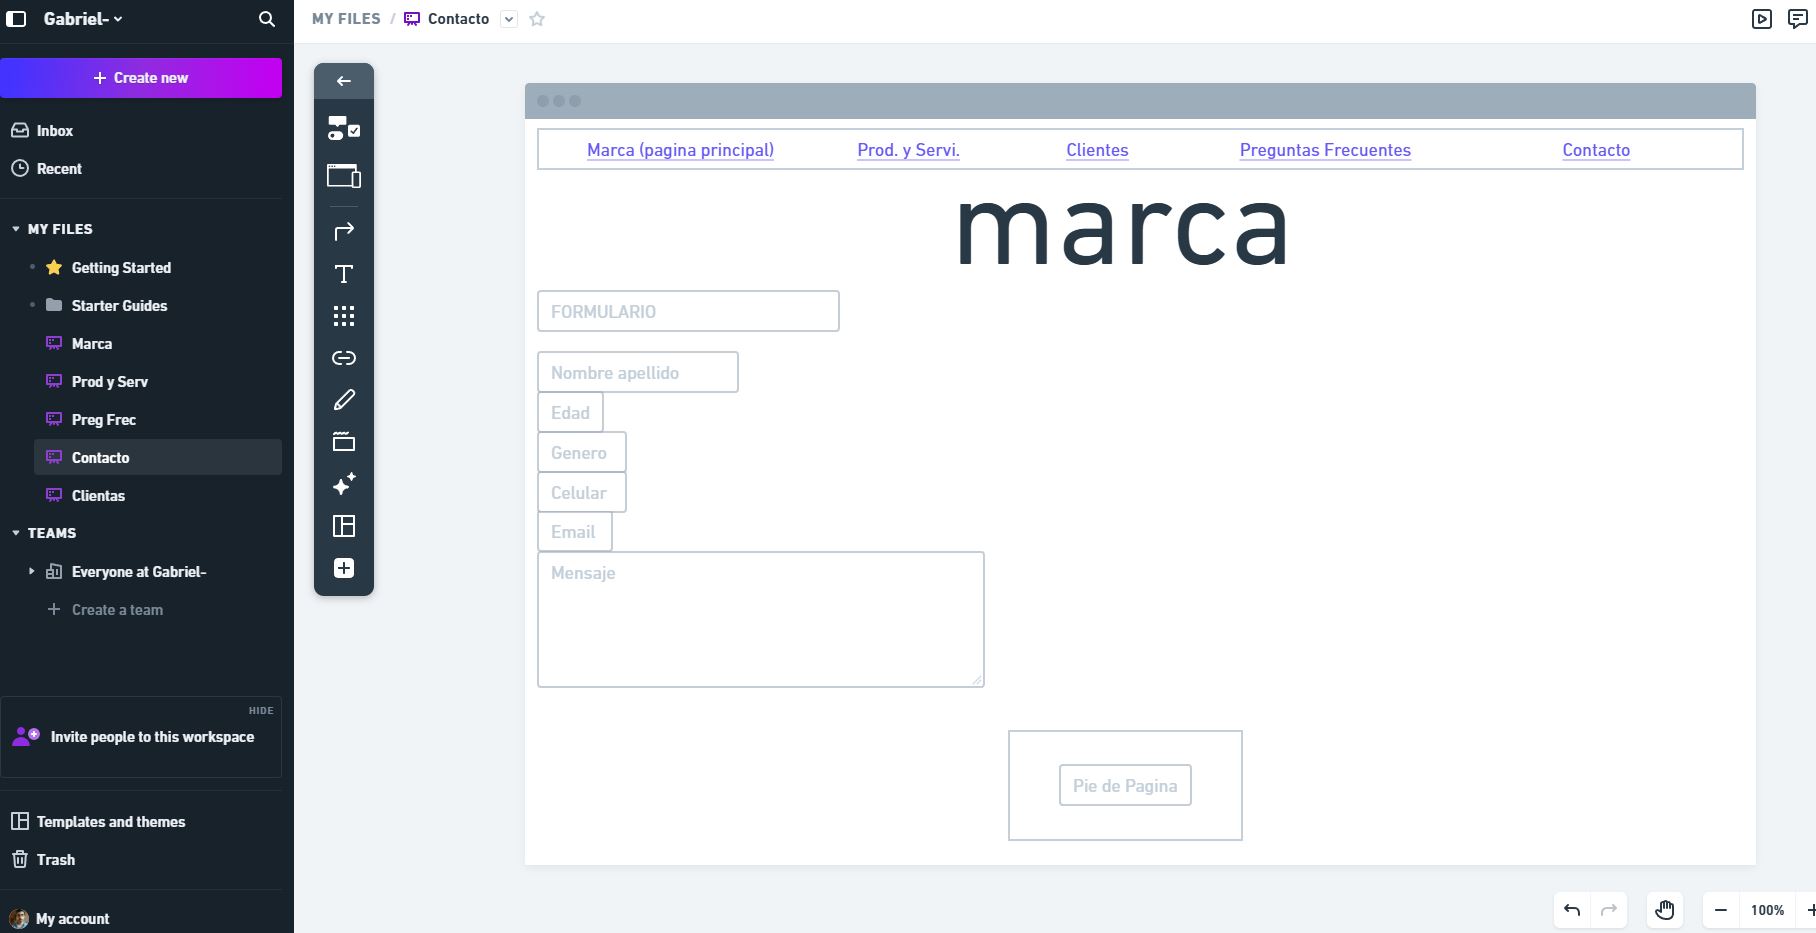 Gabriel-
Create new
Inbox
Recent
MY FILES
Getting Started
Starter Guides
Marca
Prod y Serv
Preg Frec
Contacto
Clientas
TEAMS
Everyone at Gabriel-
Create a team
HIDE
Invite people to this workspace
Templates and themes
Trash
My account
MY FILES / Contacto
Marca (pagina principal) Prod. y Servi. Clientes Preguntas Frecuentes Contacto
marca
FORMULARIO
Nombre apellido
Edad
Genero
Celular
Email
Mensaje
Pie de Pagina
100%